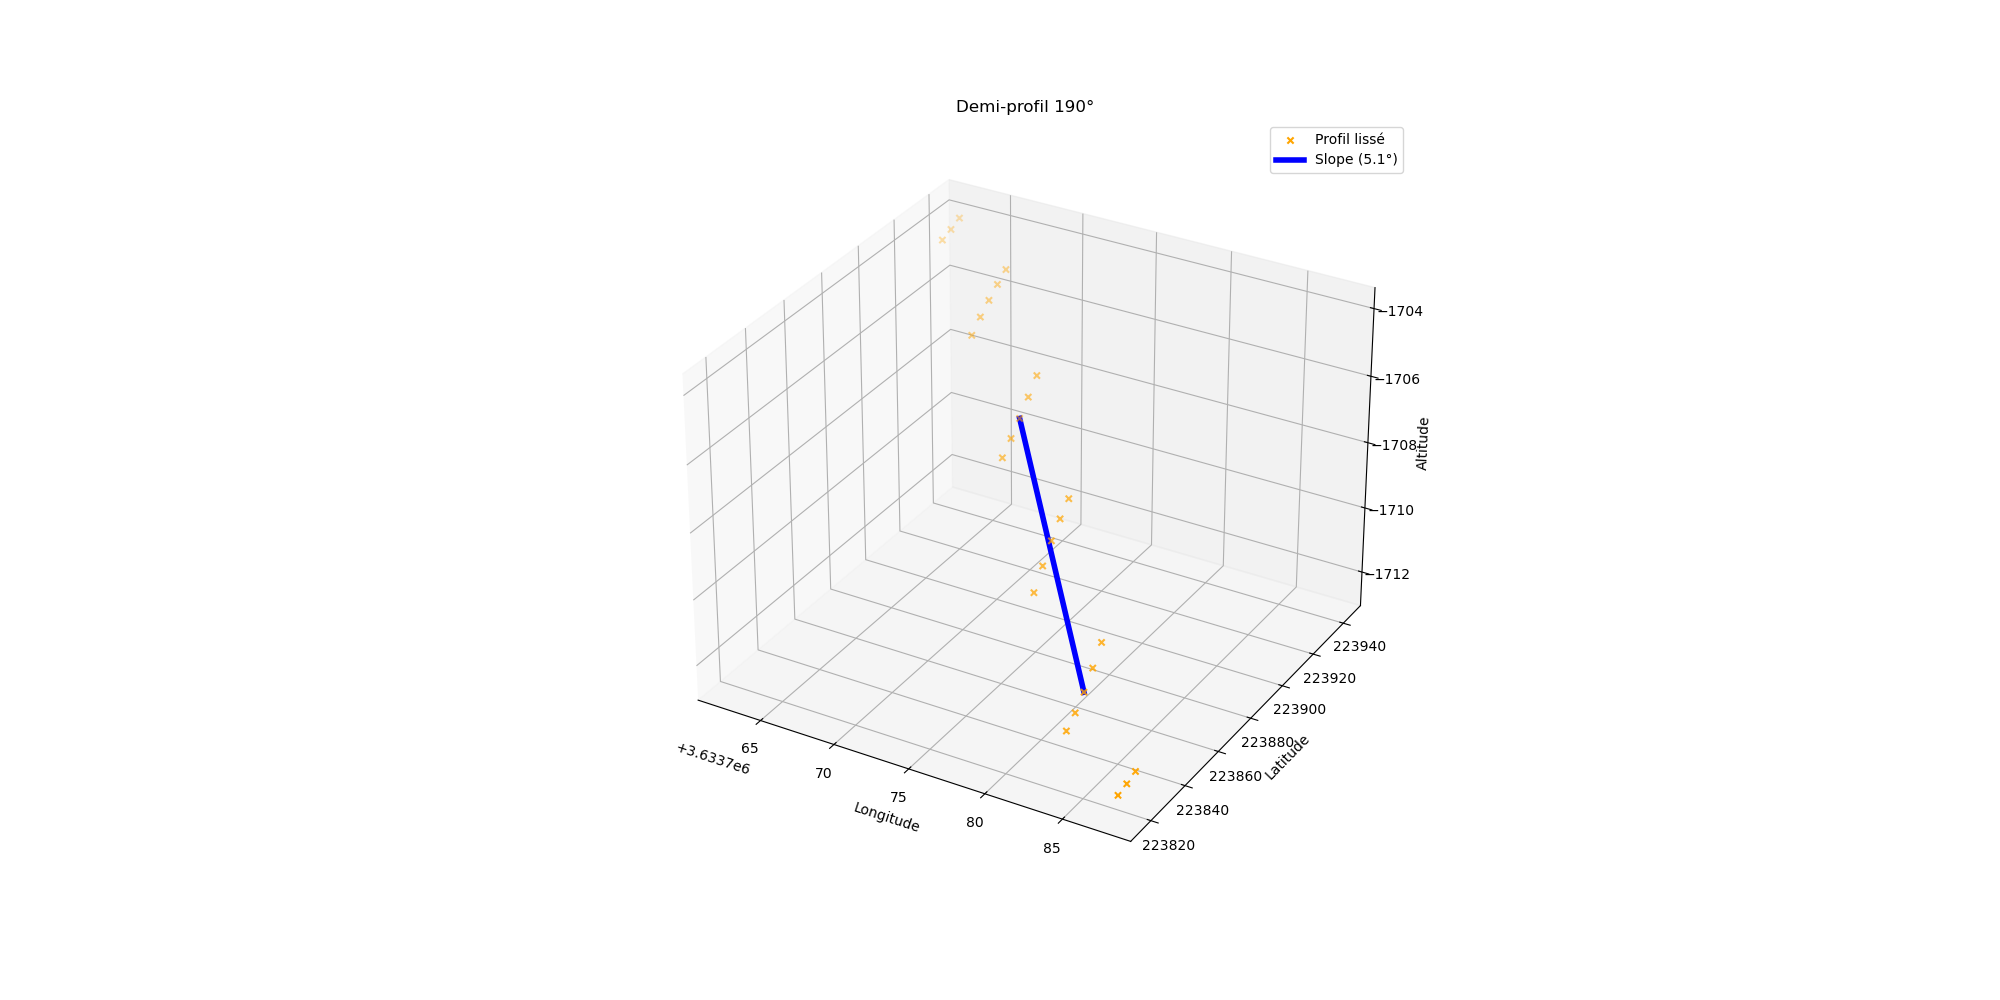 Demi-profil 190°
Profil lissé
Slope (5.1°)
−1704
−1706
−1708
−1710
−1712
Altitude
223940
223920
223900
223880
223860
223840
223820
Latitude
65
70
75
80
85
+3.6337e6
Longitude